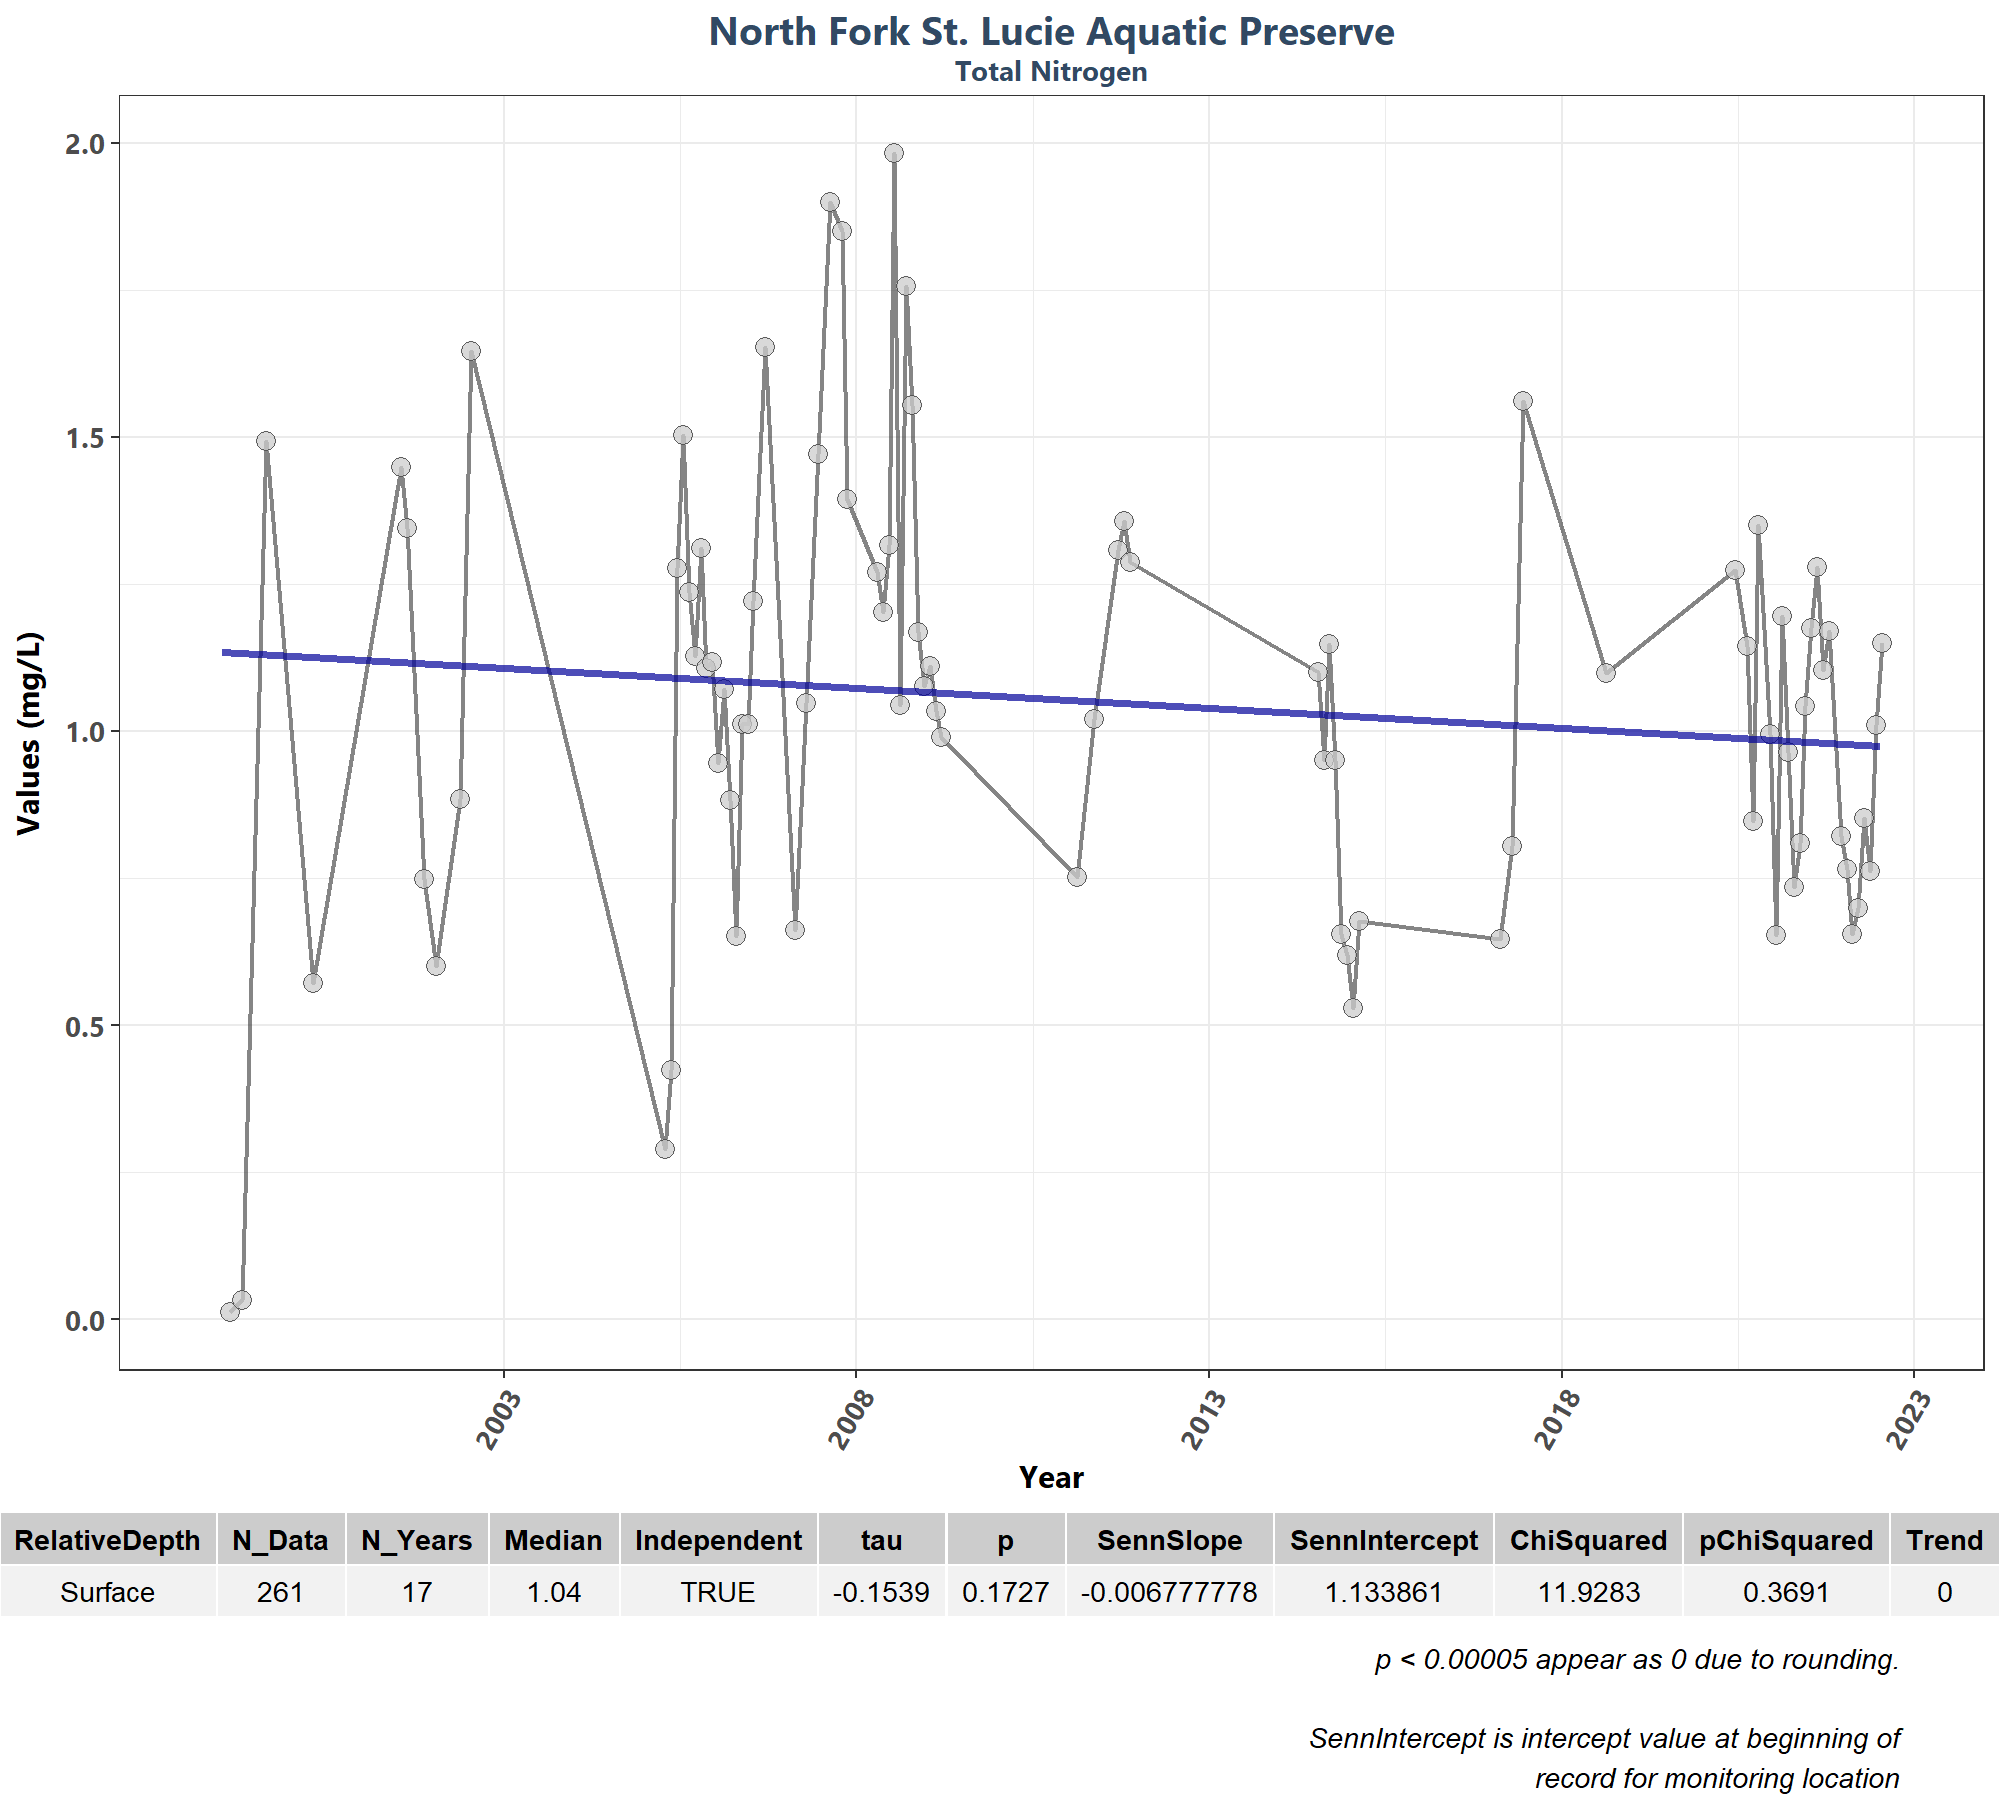 North Fork St. Lucie Aquatic Preserve
Total Nitrogen
2.0
1.5
1.0
0.5
0.0
Values (mg/L)
2003
2008
2013
2018
2023
Year
RelativeDepth N_Data N_Years Median Independent tau p SennSlope SennIntercept ChiSquared pChiSquared Trend
Surface 261 17 1.04 TRUE -0.1539 0.1727 -0.006777778 1.133861 11.9283 0.3691 0
p < 0.00005 appear as 0 due to rounding.
SennIntercept is intercept value at beginning of
record for monitoring location